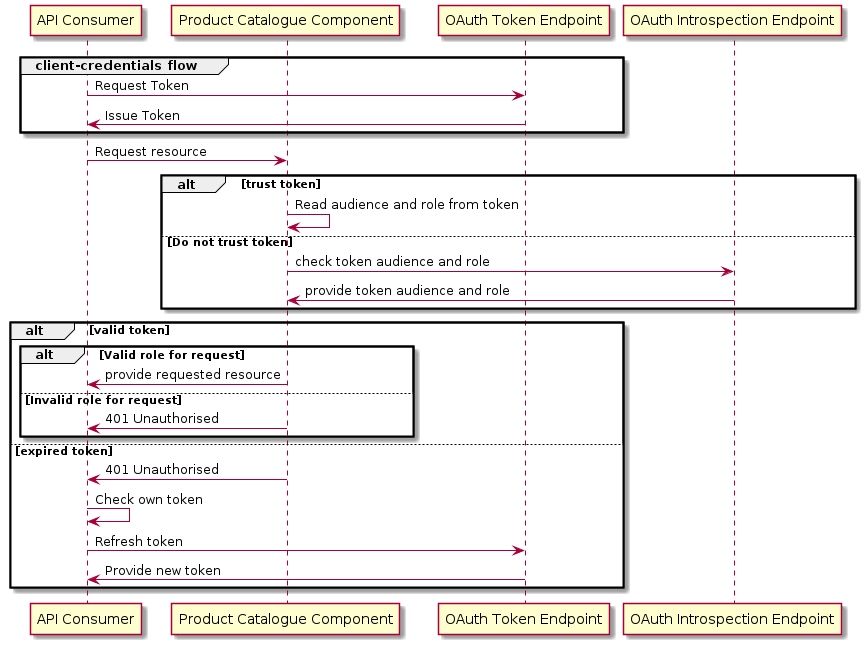 API Consumer
Product Catalogue Component
OAuth Token Endpoint
OAuth Introspection Endpoint
client-credentials flow
Request Token
Issue Token
Request resource
alt [trust token]
Read audience and role from token
[Do not trust token]
check token audience and role
provide token audience and role
alt [valid token]
alt [Valid role for request]
provide requested resource
[Invalid role for request]
401 Unauthorised
[expired token]
401 Unauthorised
Check own token
Refresh token
Provide new token
API Consumer
Product Catalogue Component
OAuth Token Endpoint
OAuth Introspection Endpoint